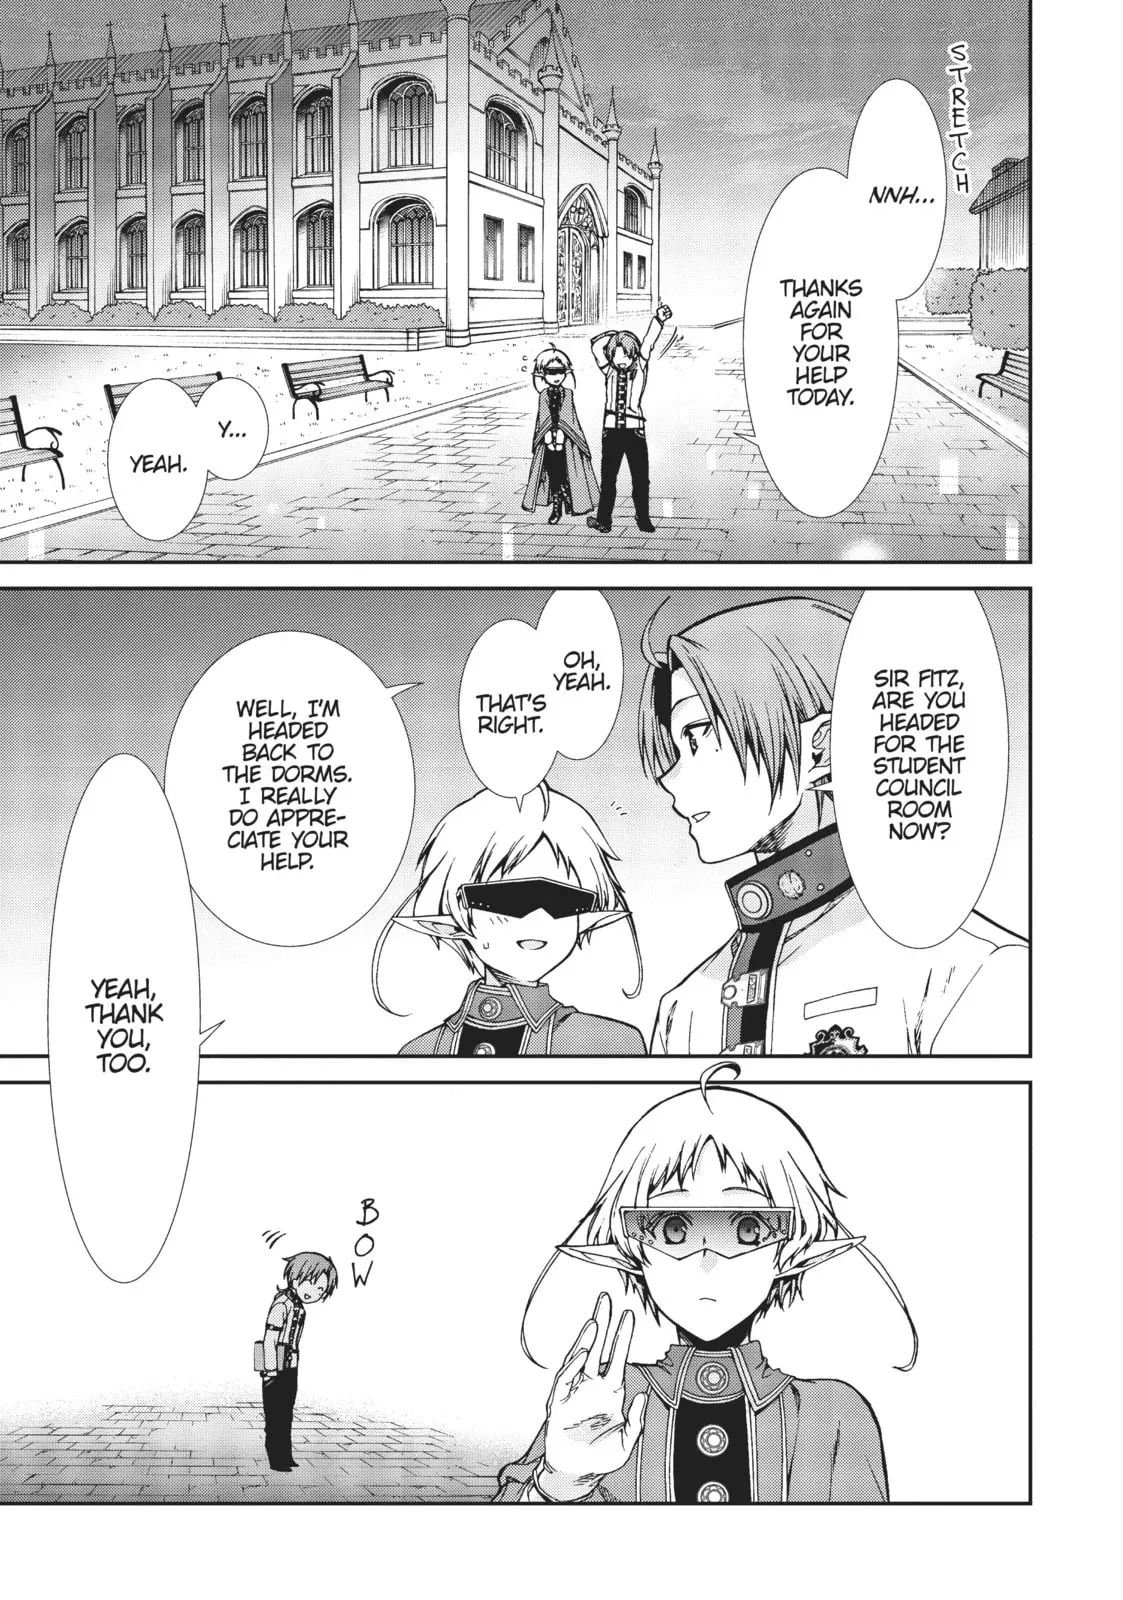 STRETCH
NNH...
THANKS
AGAIN
FOR
YOUR
HELP
TODAY.
Y...
YEAH.
SIR FITZ,
ARE YOU
HEADED
FOR THE
STUDENT
COUNCIL
ROOM
NOW?
OH,
YEAH.
THAT'S
RIGHT.
WELL, I'M
HEADED
BACK TO
THE DORMS.
I REALLY
DO APPRE-
CIATE YOUR
HELP.
YEAH,
THANK
YOU,
TOO.
BOW